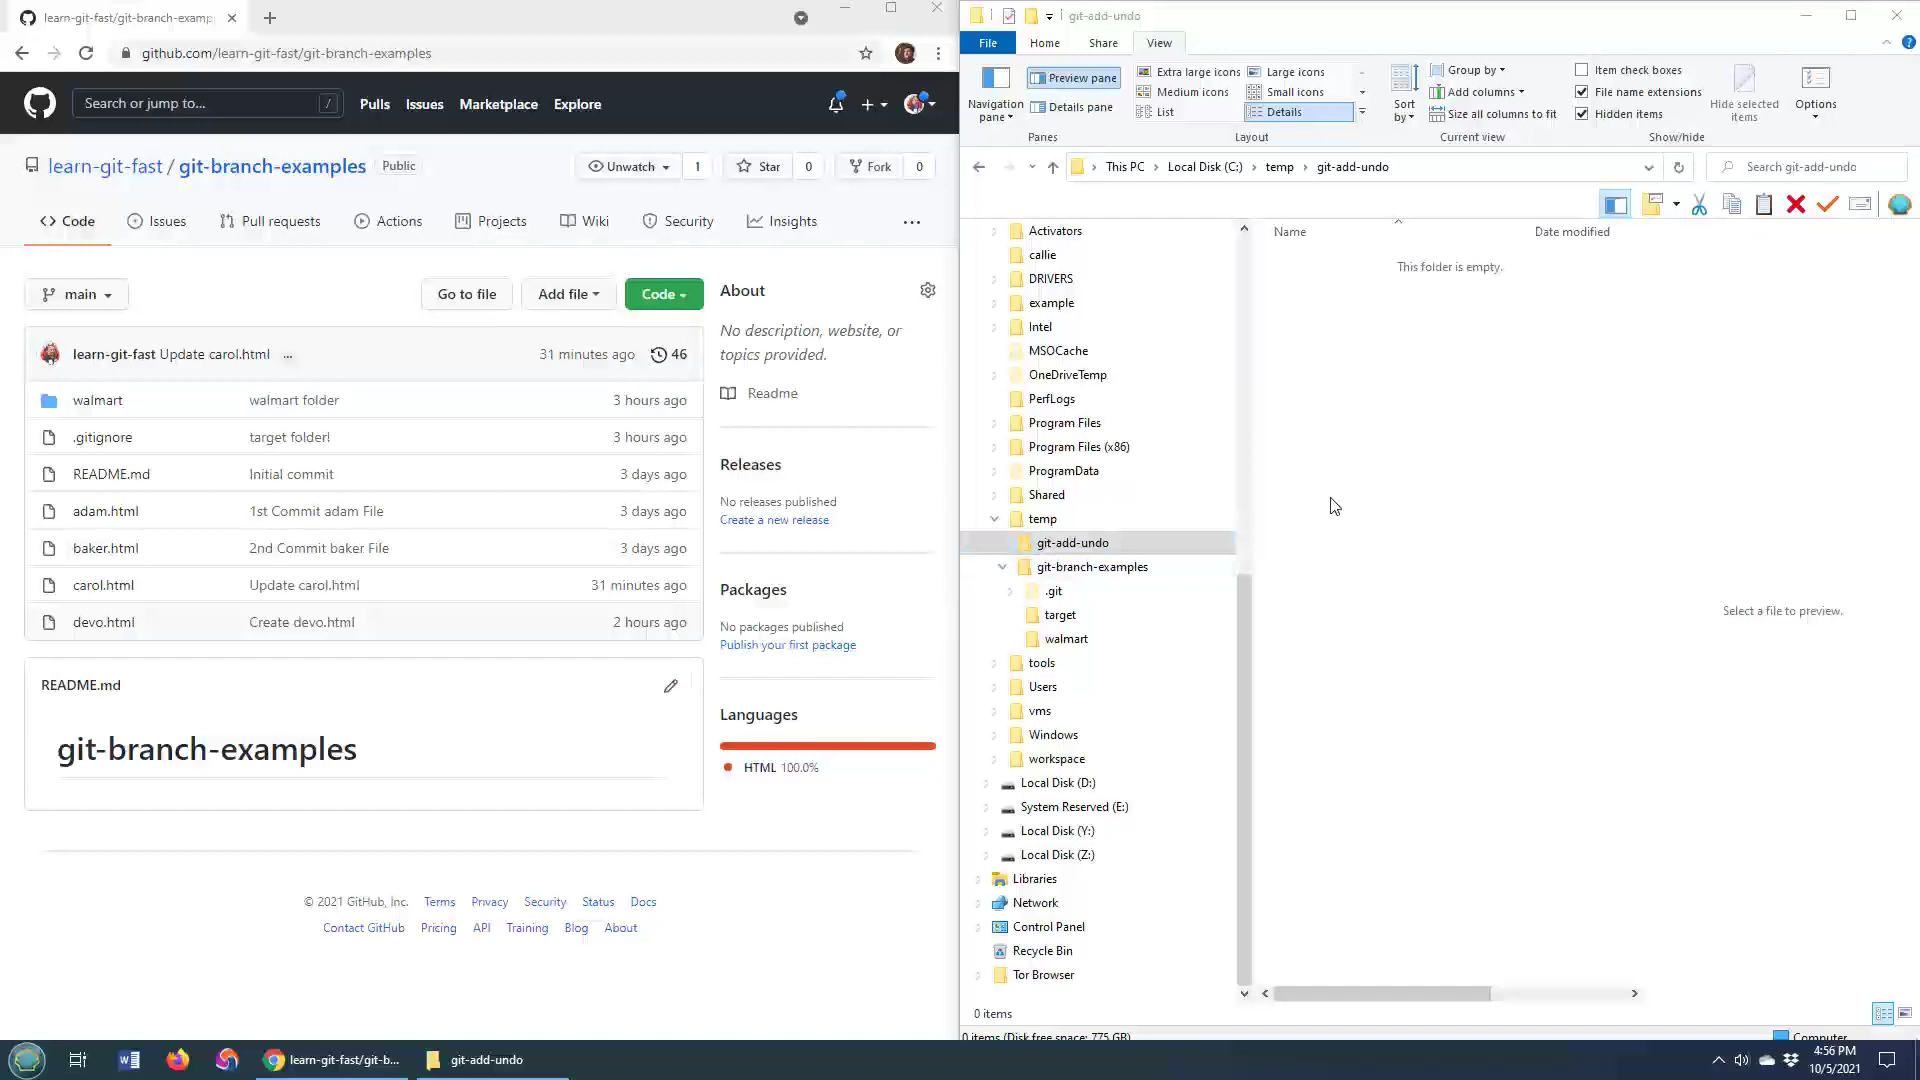 learn-git-fast/git-branch-examp
github.com/learn-git-fast/git-branch-examples
Search or jump to...
/
Pulls
Issues
Marketplace
Explore
learn-git-fast / git-branch-examples
Public
Unwatch
1
Star
0
Fork
0
Code
Issues
Pull requests
Actions
Projects
Wiki
Security
Insights
...
main
Go to file
Add file
Code
learn-git-fast Update carol.html
...
31 minutes ago
46
walmart
walmart folder
3 hours ago
.gitignore
target folder!
3 hours ago
README.md
Initial commit
3 days ago
adam.html
1st Commit adam File
3 days ago
baker.html
2nd Commit baker File
3 days ago
carol.html
Update carol.html
31 minutes ago
devo.html
Create devo.html
2 hours ago
README.md
git-branch-examples
About
No description, website, or
topics provided.
Readme
Releases
No releases published
Create a new release
Packages
No packages published
Publish your first package
Languages
HTML 100.0%
© 2021 GitHub, Inc.
Terms
Privacy
Security
Status
Docs
Contact GitHub
Pricing
API
Training
Blog
About
git-add-undo
File
Home
Share
View
Navigation
pane
Preview pane
Details pane
Panes
Extra large icons
Large icons
Medium icons
Small icons
List
Details
Layout
Sort
by
Group by
Add columns
Size all columns to fit
Current view
Item check boxes
File name extensions
Hidden items
Hide selected
items
Show/hide
Options
This PC
Local Disk (C:)
temp
git-add-undo
Search git-add-undo
Activators
callie
DRIVERS
example
Intel
MSOCache
OneDriveTemp
PerfLogs
Program Files
Program Files (x86)
ProgramData
Shared
temp
git-add-undo
git-branch-examples
.git
target
walmart
tools
Users
vms
Windows
workspace
Local Disk (D:)
System Reserved (E:)
Local Disk (Y:)
Local Disk (Z:)
Libraries
Network
Control Panel
Recycle Bin
Tor Browser
Name
Date modified
This folder is empty.
Select a file to preview.
0 items
0 items (Disk free space: 775 GB)
Computer
learn-git-fast/git-b...
git-add-undo
4:56 PM
10/5/2021